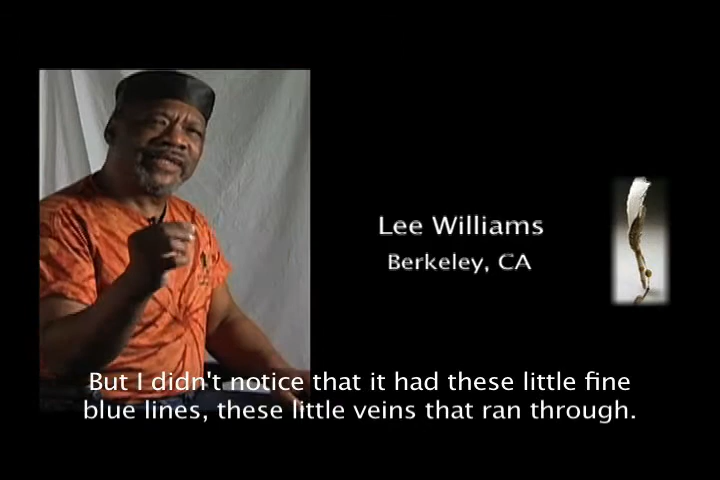 Lee Williams
Berkeley, CA
But I didn't notice that it had these little fine
blue lines, these little veins that ran through.